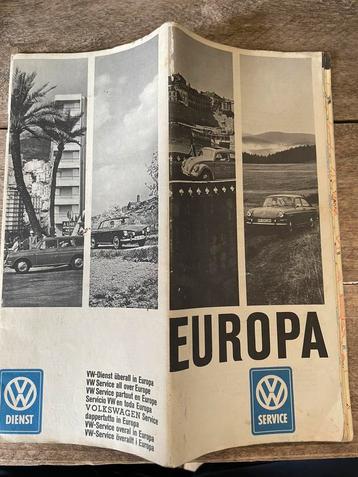 EUROPA
VW-Dienst überall in Europa
VW Service all over Europe
VW Service partout en Europe
Servicio VW en toda Europa
VOLKSWAGEN Service
dappertutto in Europa
VW-Service overal in Europa
VW-Service överallt i Europa
VW
DIENST
VW
SERVICE